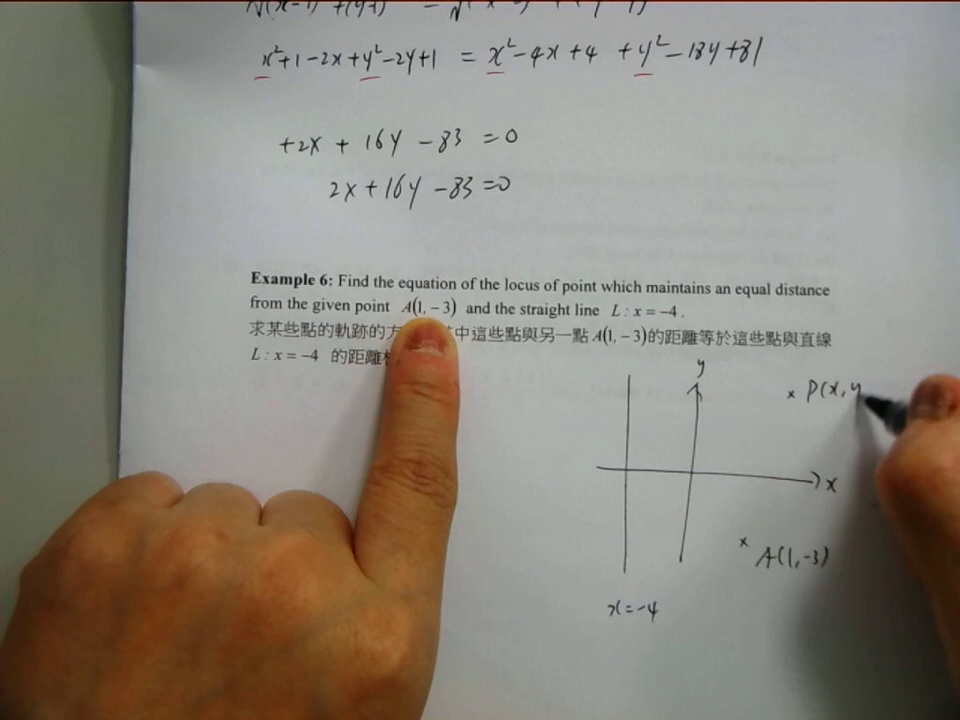 x²+1-2x+y²-2y+1 = x²-4x+4 +y²-18y+81
+2x + 16y -83 =0
2x+16y -83=0
Example 6: Find the equation of the locus of point which maintains an equal distance
from the given point A(1,-3) and the straight line L : x = -4 .
求某些點的軌跡的方 中這些點與另一點 A(1,-3)的距離等於這些點與直線
L : x = -4 的距離
y
× P(x, y
x
× A(1,-3)
x=-4